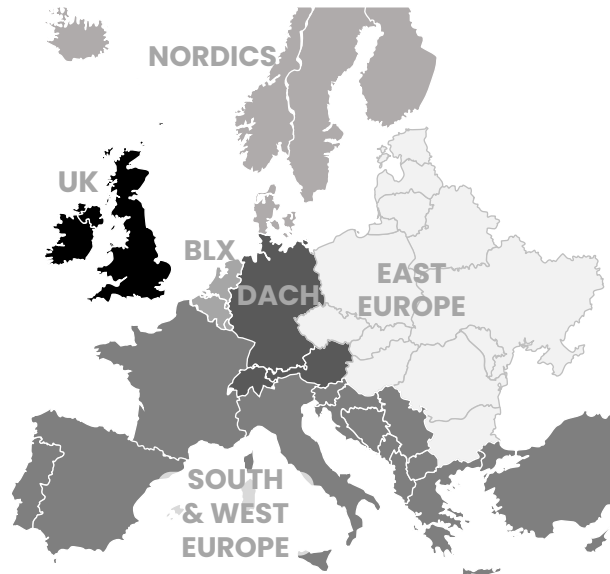 NORDICS
UK
BLX
DACH
EAST
EUROPE
SOUTH
& WEST
EUROPE